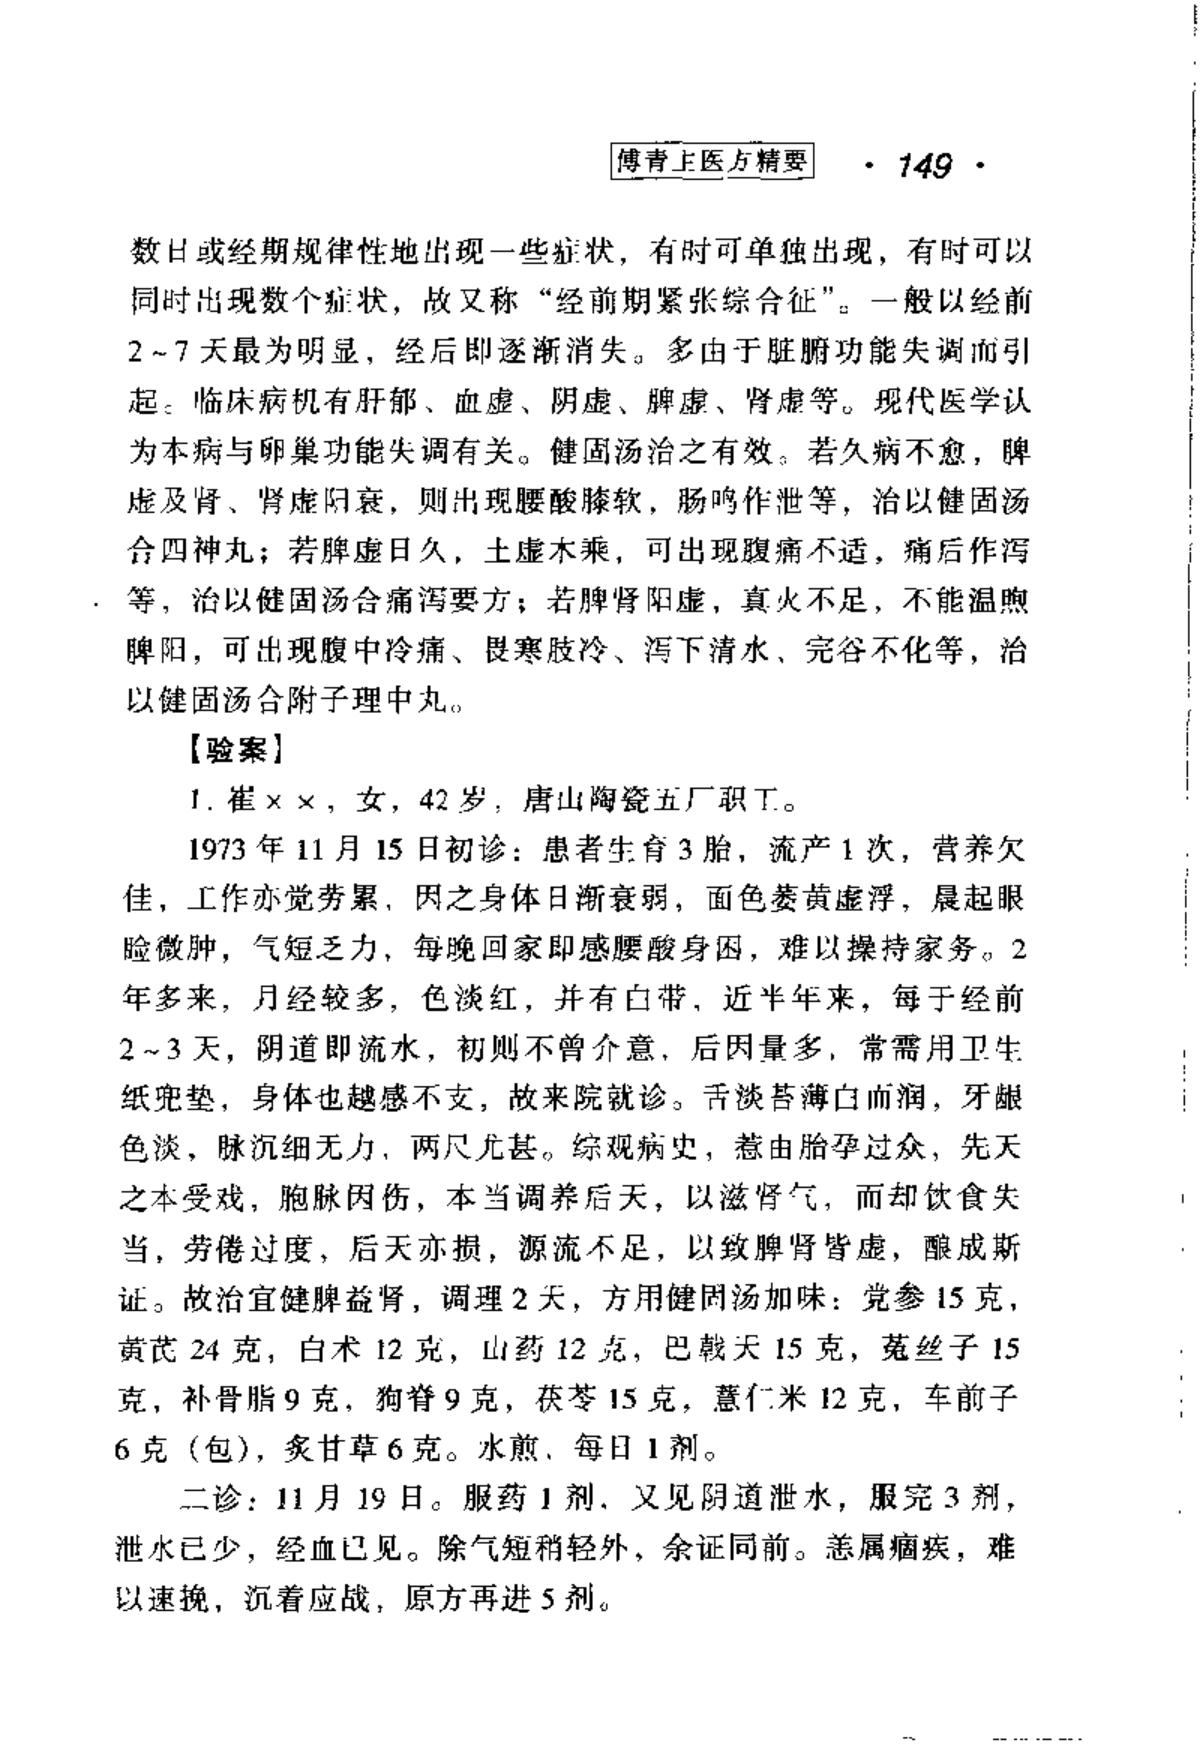 傅青主医方精要 · 149 ·
数日或经期规律性地出现一些症状，有时可单独出现，有时可以
同时出现数个症状，故又称“经前期紧张综合征”。一般以经前
2～7天最为明显，经后即逐渐消失。多由于脏腑功能失调而引
起。临床病机有肝郁、血虚、阴虚、脾虚、肾虚等。现代医学认
为本病与卵巢功能失调有关。健固汤治之有效。若久病不愈，脾
虚及肾、肾虚阳衰，则出现腰酸膝软，肠鸣作泄等，治以健固汤
合四神丸；若脾虚日久，土虚木乘，可出现腹痛不适，痛后作泻
等，治以健固汤合痛泻要方；若脾肾阳虚，真火不足，不能温煦
脾阳，可出现腹中冷痛、畏寒肢冷、泻下清水、完谷不化等，治
以健固汤合附子理中丸。
【验案】
1. 崔××，女，42岁，唐山陶瓷五厂职工。
1973年11月15日初诊：患者生育3胎，流产1次，营养欠
佳，工作亦觉劳累，因之身体日渐衰弱，面色萎黄虚浮，晨起眼
睑微肿，气短乏力，每晚回家即感腰酸身困，难以操持家务。2
年多来，月经较多，色淡红，并有白带，近半年来，每于经前
2～3天，阴道即流水，初则不曾介意，后因量多，常需用卫生
纸兜垫，身体也越感不支，故来院就诊。舌淡苔薄白而润，牙龈
色淡，脉沉细无力，两尺尤甚。综观病史，惹由胎孕过众，先天
之本受戏，胞脉因伤，本当调养后天，以滋肾气，而却饮食失
当，劳倦过度，后天亦损，源流不足，以致脾肾皆虚，酿成斯
证。故治宜健脾益肾，调理2天，方用健固汤加味：党参15克，
黄芪24克，白术12克，山药12克，巴戟天15克，菟丝子15
克，补骨脂9克，狗脊9克，茯苓15克，薏仁米12克，车前子
6克（包），炙甘草6克。水煎，每日1剂。
二诊：11月19日。服药1剂，又见阴道泄水，服完3剂，
泄水已少，经血已见。除气短稍轻外，余证同前。恙属痼疾，难
以速挽，沉着应战，原方再进5剂。